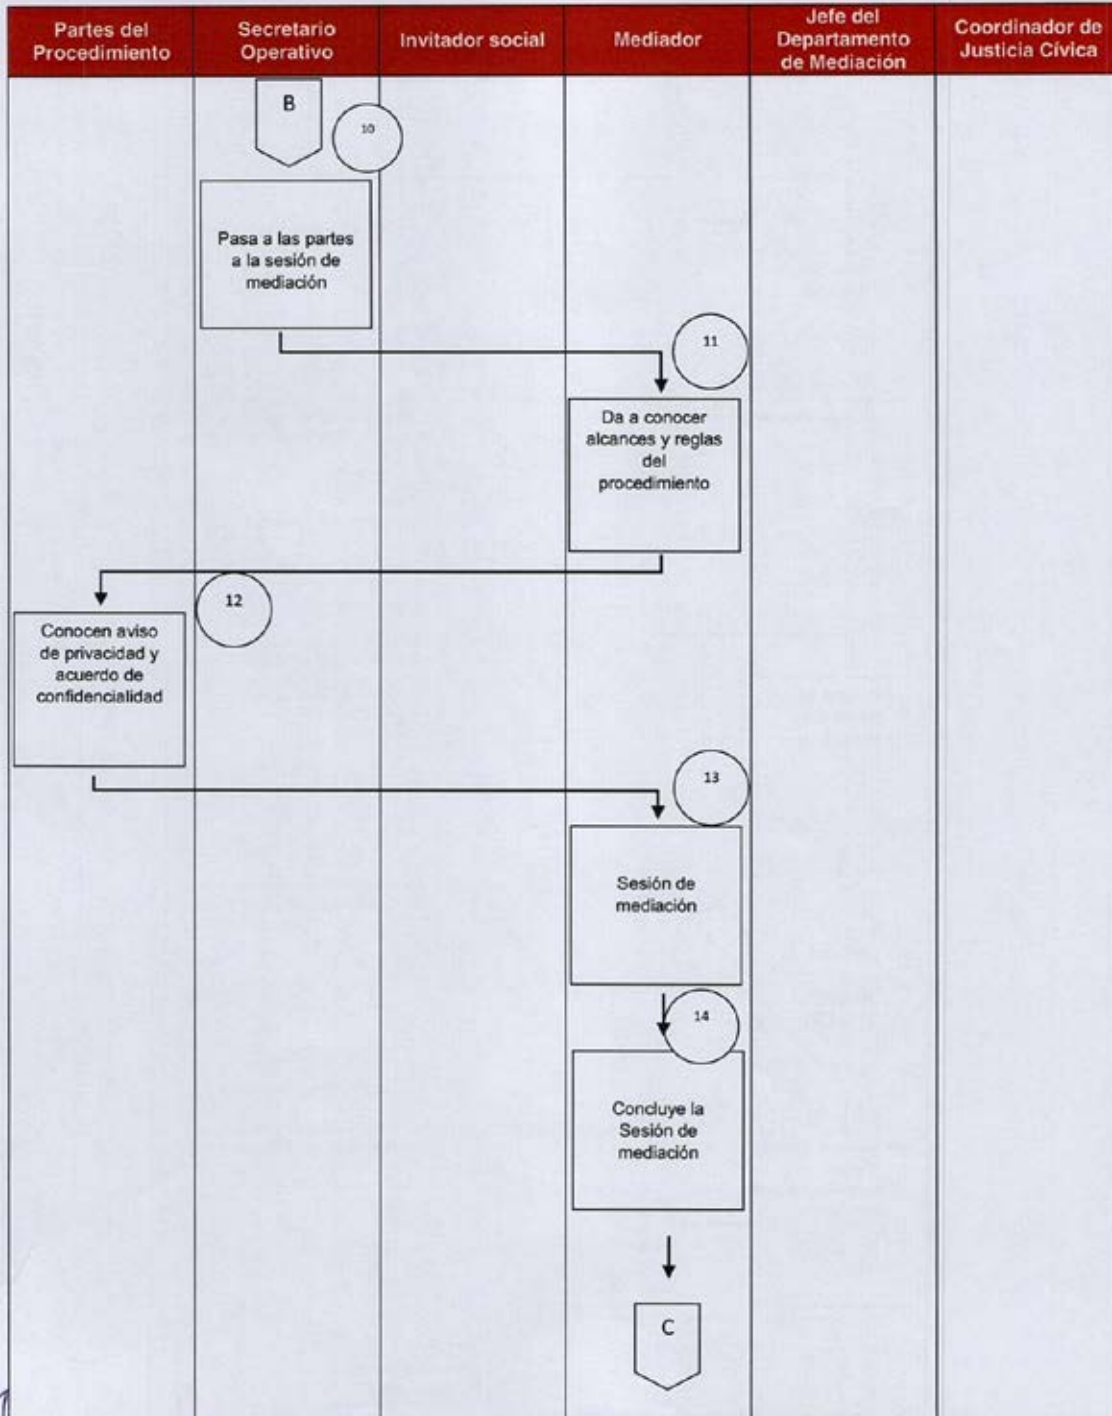 Partes del
Procedimiento
Secretario
Operativo
Invitador social
Mediador
Jefe del
Departamento
de Mediación
Coordinador de
Justicia Cívica
B
10
Pasa a las partes
a la sesión de
mediación
11
Da a conocer
alcances y reglas
del
procedimiento
12
Conocen aviso
de privacidad y
acuerdo de
confidencialidad
13
Sesión de
mediación
14
Concluye la
Sesión de
mediación
C